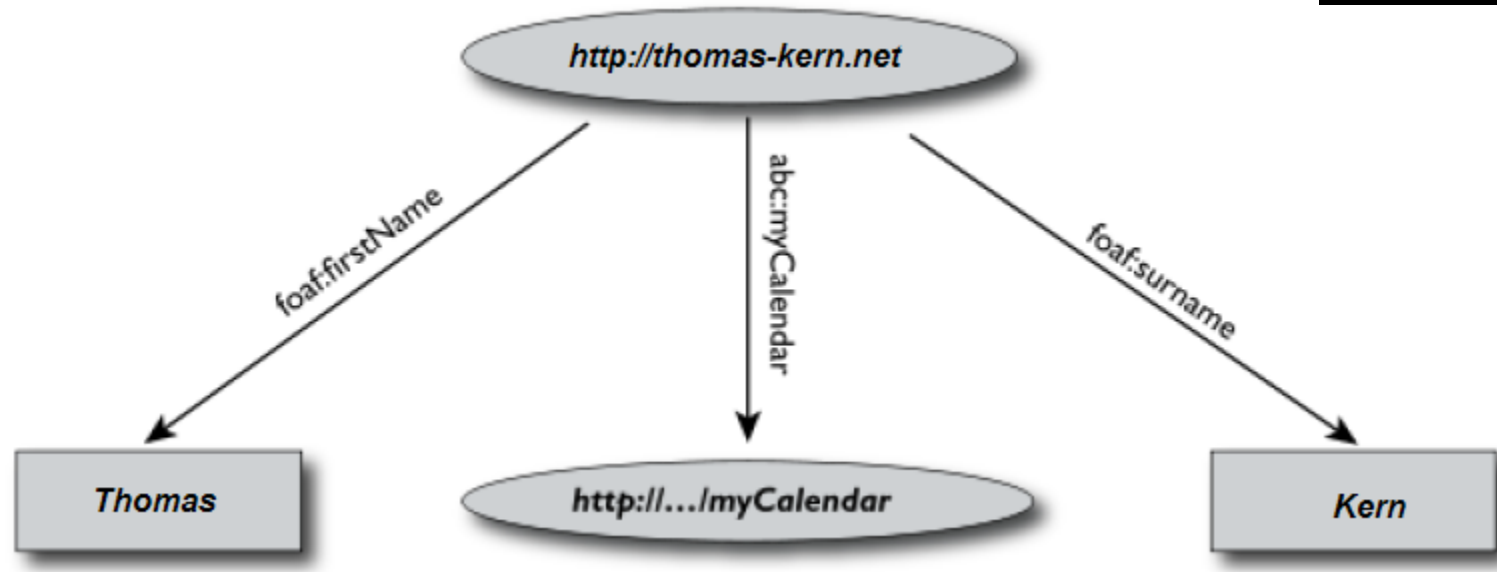 http://thomas-kern.net
foaf:firstName
abc:myCalendar
foaf:surname
Thomas
http://.../myCalendar
Kern